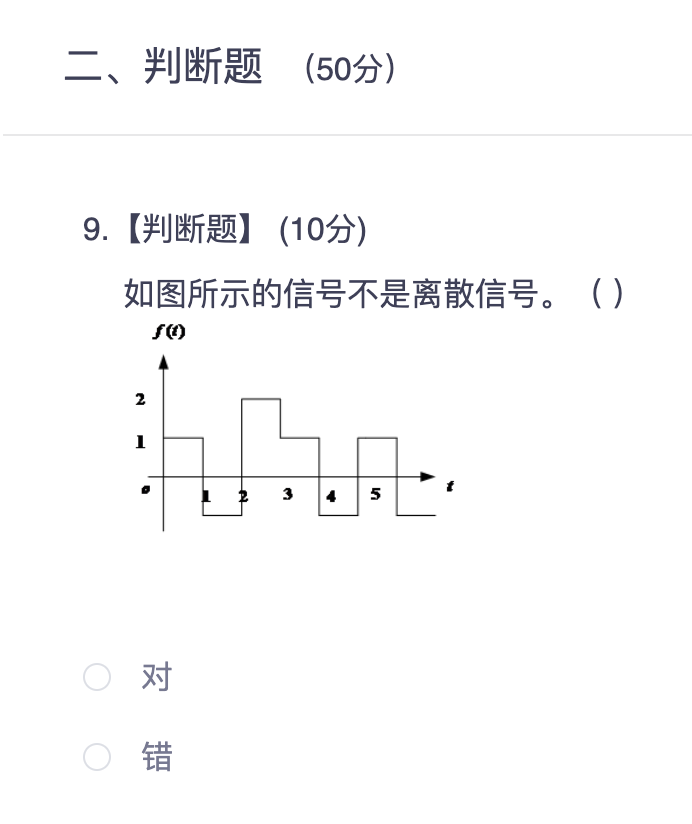 二、判断题 (50分)
9.【判断题】 (10分)
如图所示的信号不是离散信号。 ( )
f(t)
2
1
o 1 2 3 4 5 t
对
错